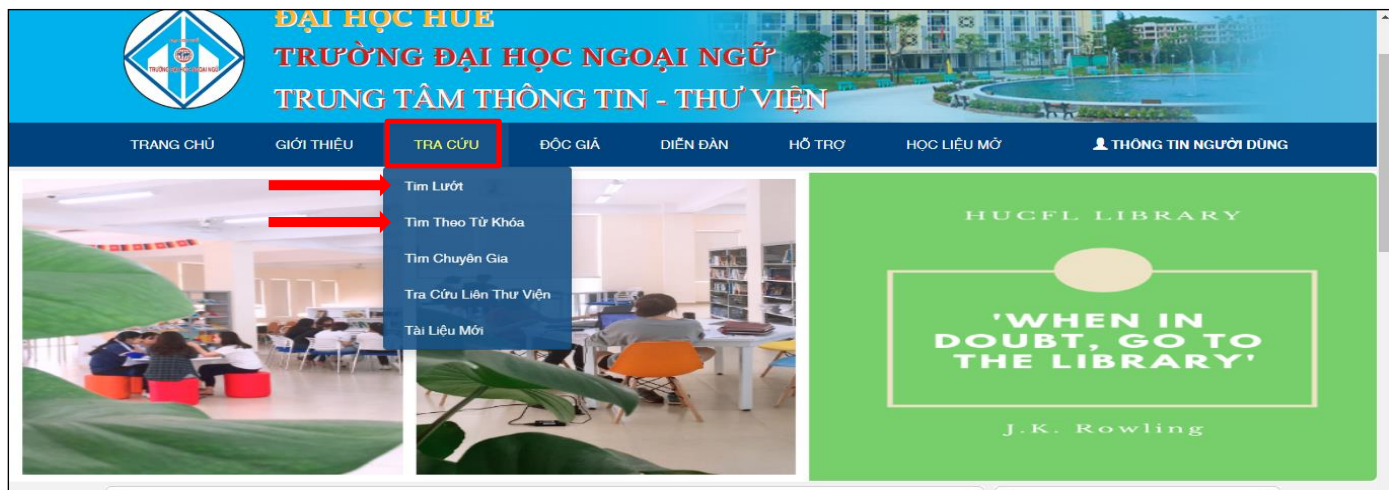 ĐẠI HỌC HUẾ
TRƯỜNG ĐẠI HỌC NGOẠI NGỮ
TRUNG TÂM THÔNG TIN - THƯ VIỆN
TRANG CHỦ GIỚI THIỆU TRA CỨU ĐỘC GIẢ DIỄN ĐÀN HỖ TRỢ HỌC LIỆU MỞ THÔNG TIN NGƯỜI DÙNG
Tìm Lướt
Tìm Theo Từ Khóa
Tìm Chuyên Gia
Tra Cứu Liên Thư Viện
Tài Liệu Mới
HUCFL LIBRARY
'WHEN IN
DOUBT, GO TO
THE LIBRARY'
J.K. Rowling